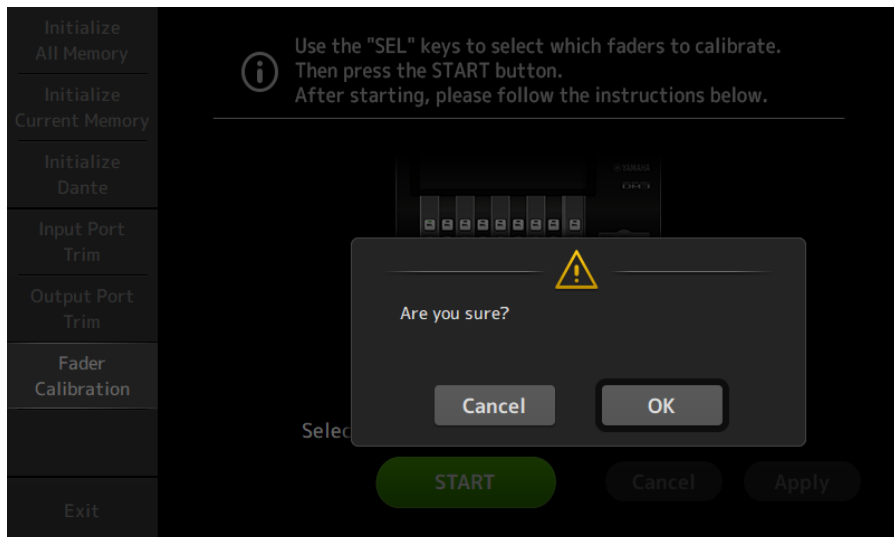 Initialize
All Memory
Initialize
Current Memory
Initialize
Dante
Input Port
Trim
Output Port
Trim
Fader
Calibration
Exit
Use the "SEL" keys to select which faders to calibrate.
Then press the START button.
After starting, please follow the instructions below.
YAMAHA
DM3
Are you sure?
Cancel
OK
Selec
START
Cancel
Apply